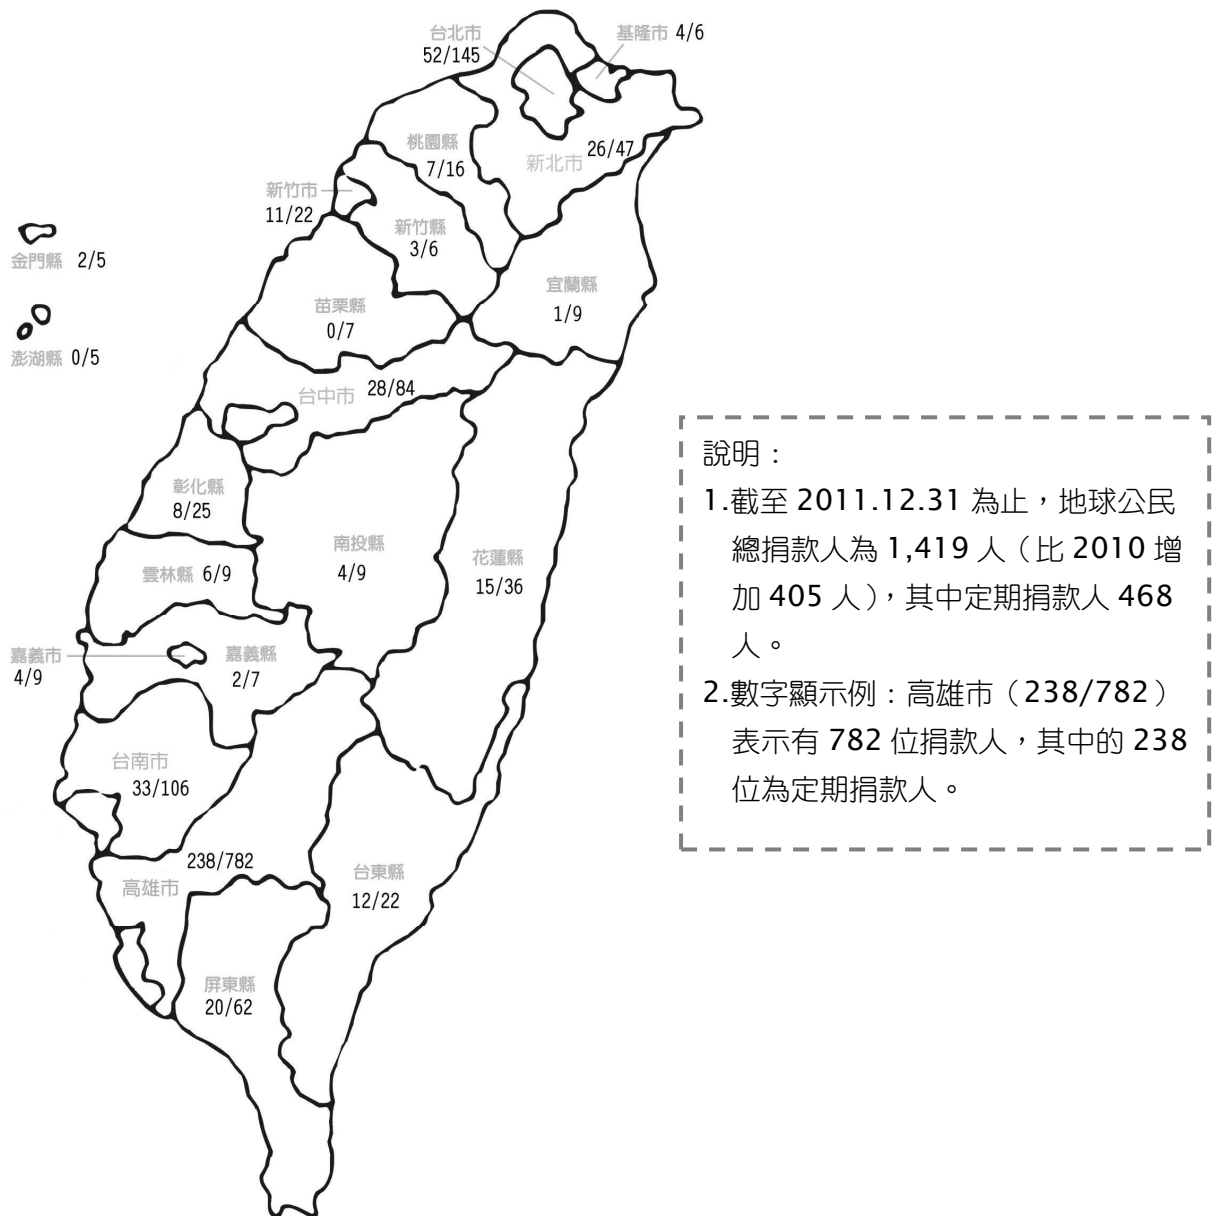 台北市
52/145
基隆市 4/6
桃園縣
7/16
新北市
26/47
新竹市
11/22
新竹縣
3/6
金門縣 2/5
宜蘭縣
1/9
苗栗縣
0/7
澎湖縣 0/5
台中市 28/84
彰化縣
8/25
南投縣
4/9
花蓮縣
15/36
雲林縣 6/9
嘉義市
4/9
嘉義縣
2/7
台南市
33/106
238/782
高雄市
台東縣
12/22
屏東縣
20/62
說明：
1.截至 2011.12.31 為止，地球公民
總捐款人為 1,419 人（比 2010 增
加 405 人），其中定期捐款人 468
人。
2.數字顯示例：高雄市（238/782）
表示有 782 位捐款人，其中的 238
位為定期捐款人。